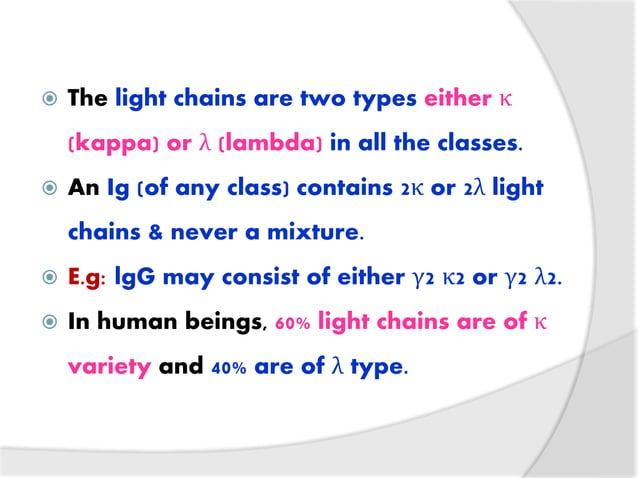 The light chains are two types either κ
(kappa) or λ (lambda) in all the classes.
An Ig (of any class) contains 2κ or 2λ light
chains & never a mixture.
E.g: lgG may consist of either γ2 κ2 or γ2 λ2.
In human beings, 60% light chains are of κ
variety and 40% are of λ type.